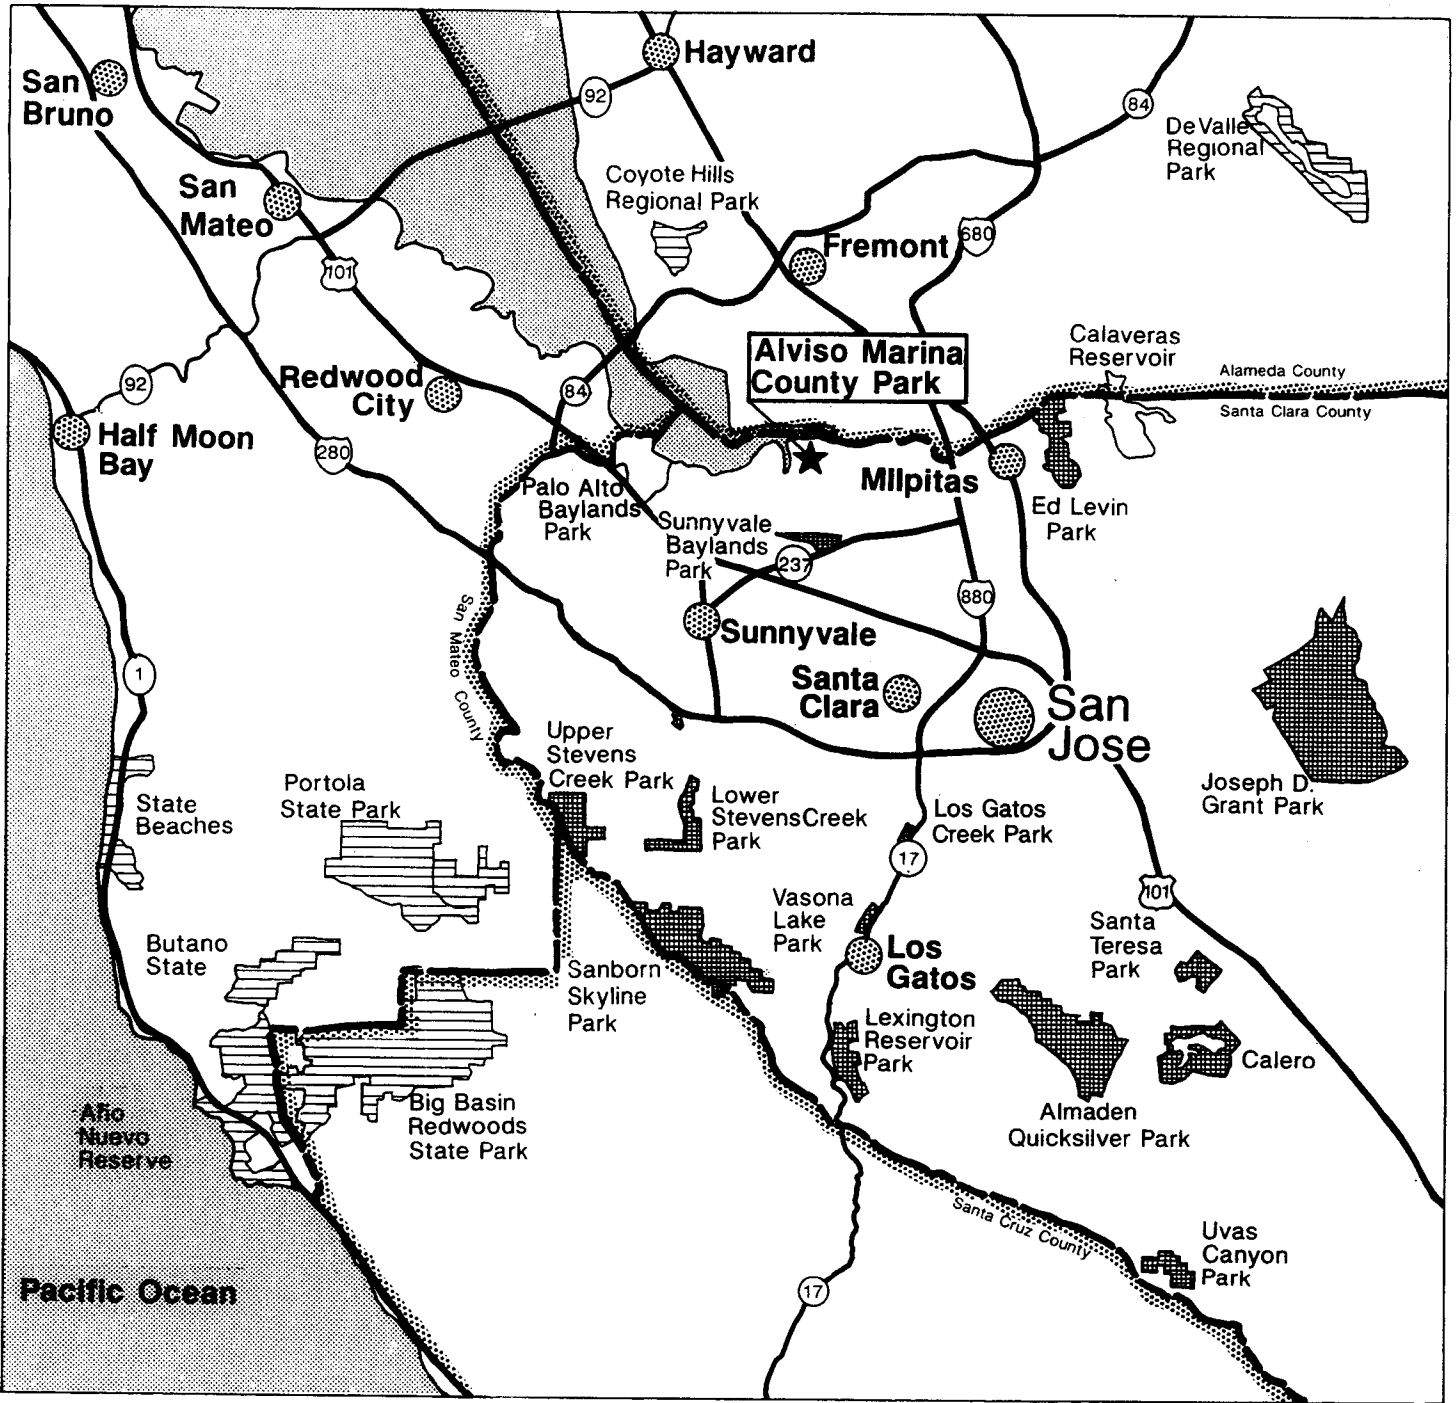 Hayward
San
Bruno
92
84
De Valle
Regional
Park
Coyote Hills
Regional Park
San
Mateo
Fremont
680
101
Alviso Marina
County Park
Calaveras
Reservoir
Alameda County
Santa Clara County
92
Redwood
City
84
Half Moon
Bay
280
Milpitas
Palo Alto
Baylands
Park
Ed Levin
Park
Sunnyvale
Baylands
Park
237
880
San Mateo County
Sunnyvale
1
Santa
Clara
San
Jose
Upper
Stevens
Creek Park
Portola
State Park
State
Beaches
Lower
Stevens Creek
Park
Los Gatos
Creek Park
Joseph D.
Grant Park
17
101
Vasona
Lake
Park
Santa
Teresa
Park
Butano
State
Los
Gatos
Sanborn
Skyline
Park
Lexington
Reservoir
Park
Calero
Big Basin
Redwoods
State Park
Año
Nuevo
Reserve
Almaden
Quicksilver Park
Santa Cruz County
Uvas
Canyon
Park
Pacific Ocean
17